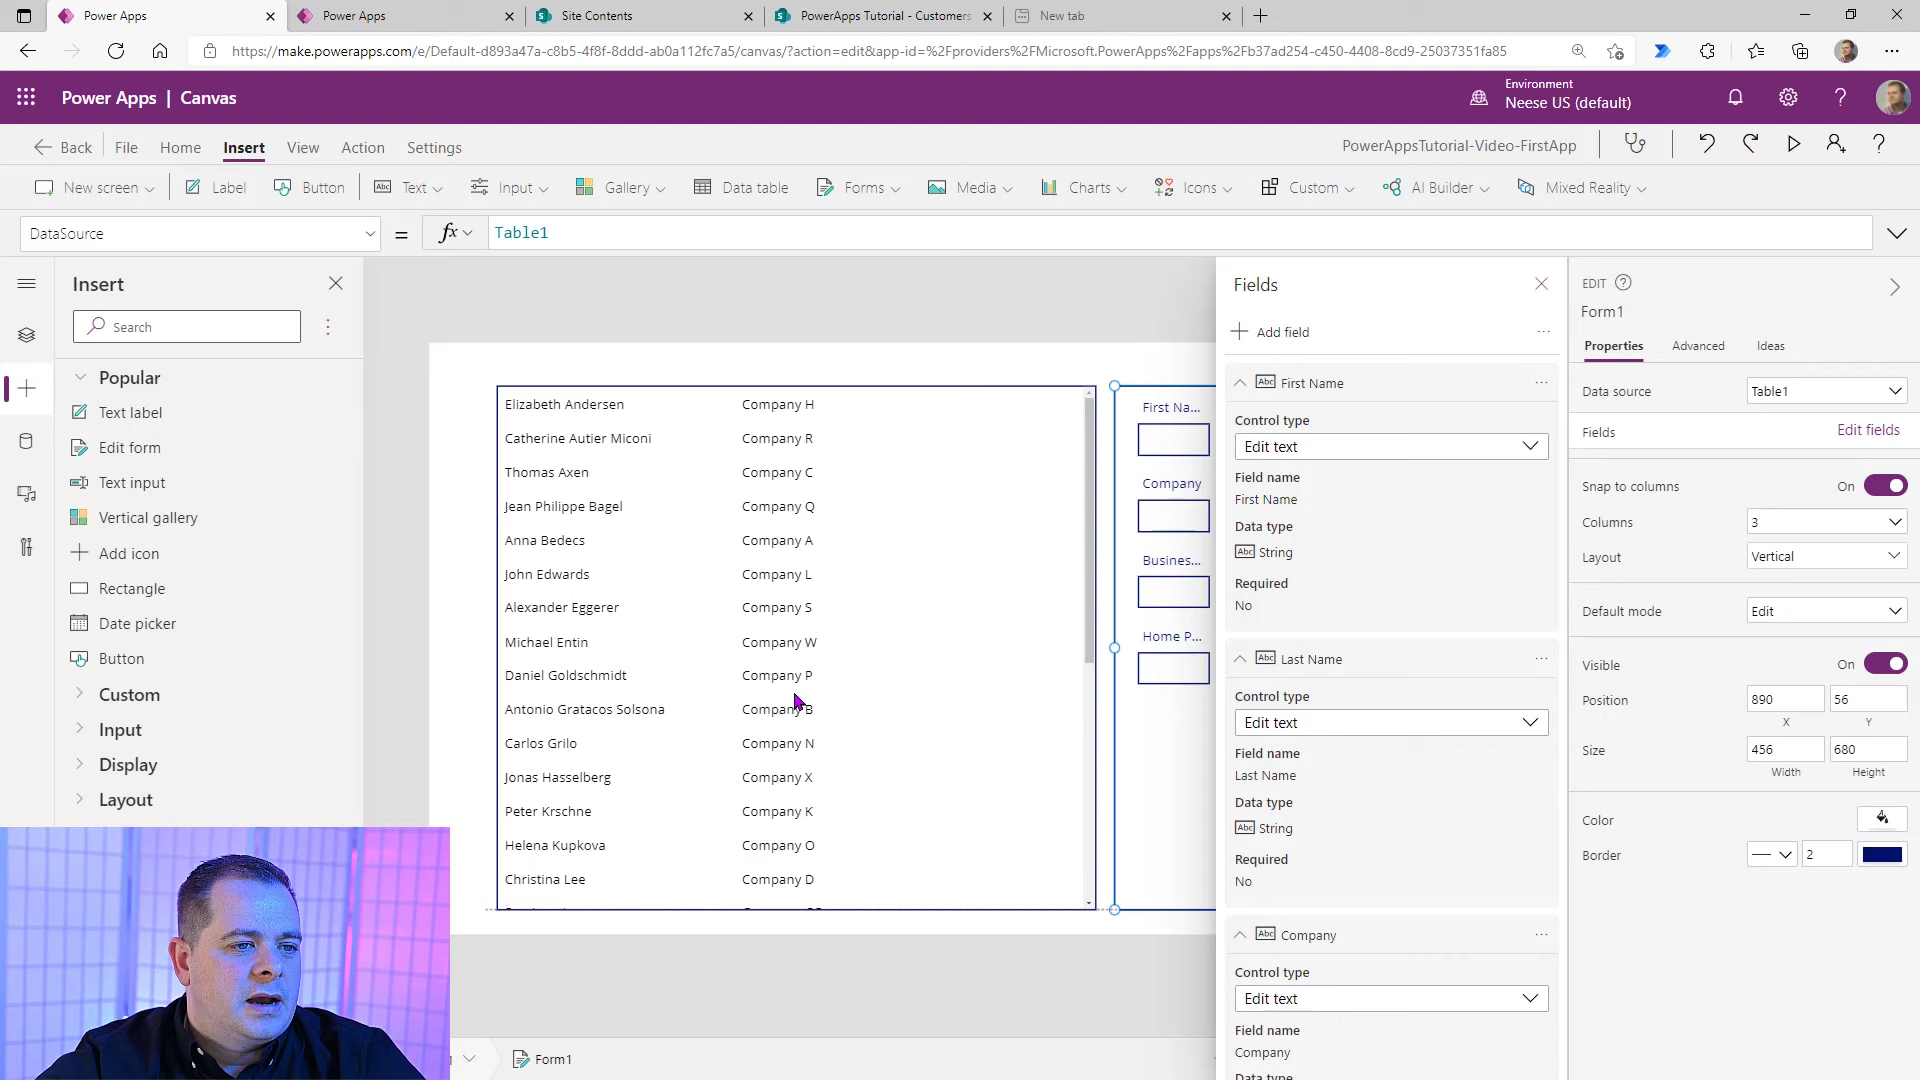 Power Apps
Power Apps
Site Contents
PowerApps Tutorial - Customers
New tab
https://make.powerapps.com/e/Default-d893a47a-c8b5-4f8f-8ddd-ab0a112fc7a5/canvas/?action=edit&app-id=%2Fproviders%2FMicrosoft.PowerApps%2Fapps%2Fb37ad254-c450-4408-8cd9-25037351fa85
Power Apps | Canvas
Environment
Neese US (default)
Back
File
Home
Insert
View
Action
Settings
PowerAppsTutorial-Video-FirstApp
New screen
Label
Button
Text
Input
Gallery
Data table
Forms
Media
Charts
Icons
Custom
AI Builder
Mixed Reality
DataSource
=
fx
Table1
Insert
Search
Popular
Text label
Edit form
Text input
Vertical gallery
Add icon
Rectangle
Date picker
Button
Custom
Input
Display
Layout
Elizabeth Andersen Company H
Catherine Autier Miconi Company R
Thomas Axen Company C
Jean Philippe Bagel Company Q
Anna Bedecs Company A
John Edwards Company L
Alexander Eggerer Company S
Michael Entin Company W
Daniel Goldschmidt Company P
Antonio Gratacos Solsona Company B
Carlos Grilo Company N
Jonas Hasselberg Company X
Peter Krschne Company K
Helena Kupkova Company O
Christina Lee Company D
First Na...
Company
Busines...
Home P...
Form1
Fields
Add field
Abc First Name
Control type
Edit text
Field name
First Name
Data type
Abc String
Required
No
Abc Last Name
Control type
Edit text
Field name
Last Name
Data type
Abc String
Required
No
Abc Company
Control type
Edit text
Field name
Company
Data type
EDIT
Form1
Properties
Advanced
Ideas
Data source Table1
Fields Edit fields
Snap to columns On
Columns 3
Layout Vertical
Default mode Edit
Visible On
Position 890 56
X Y
Size 456 680
Width Height
Color
Border 2